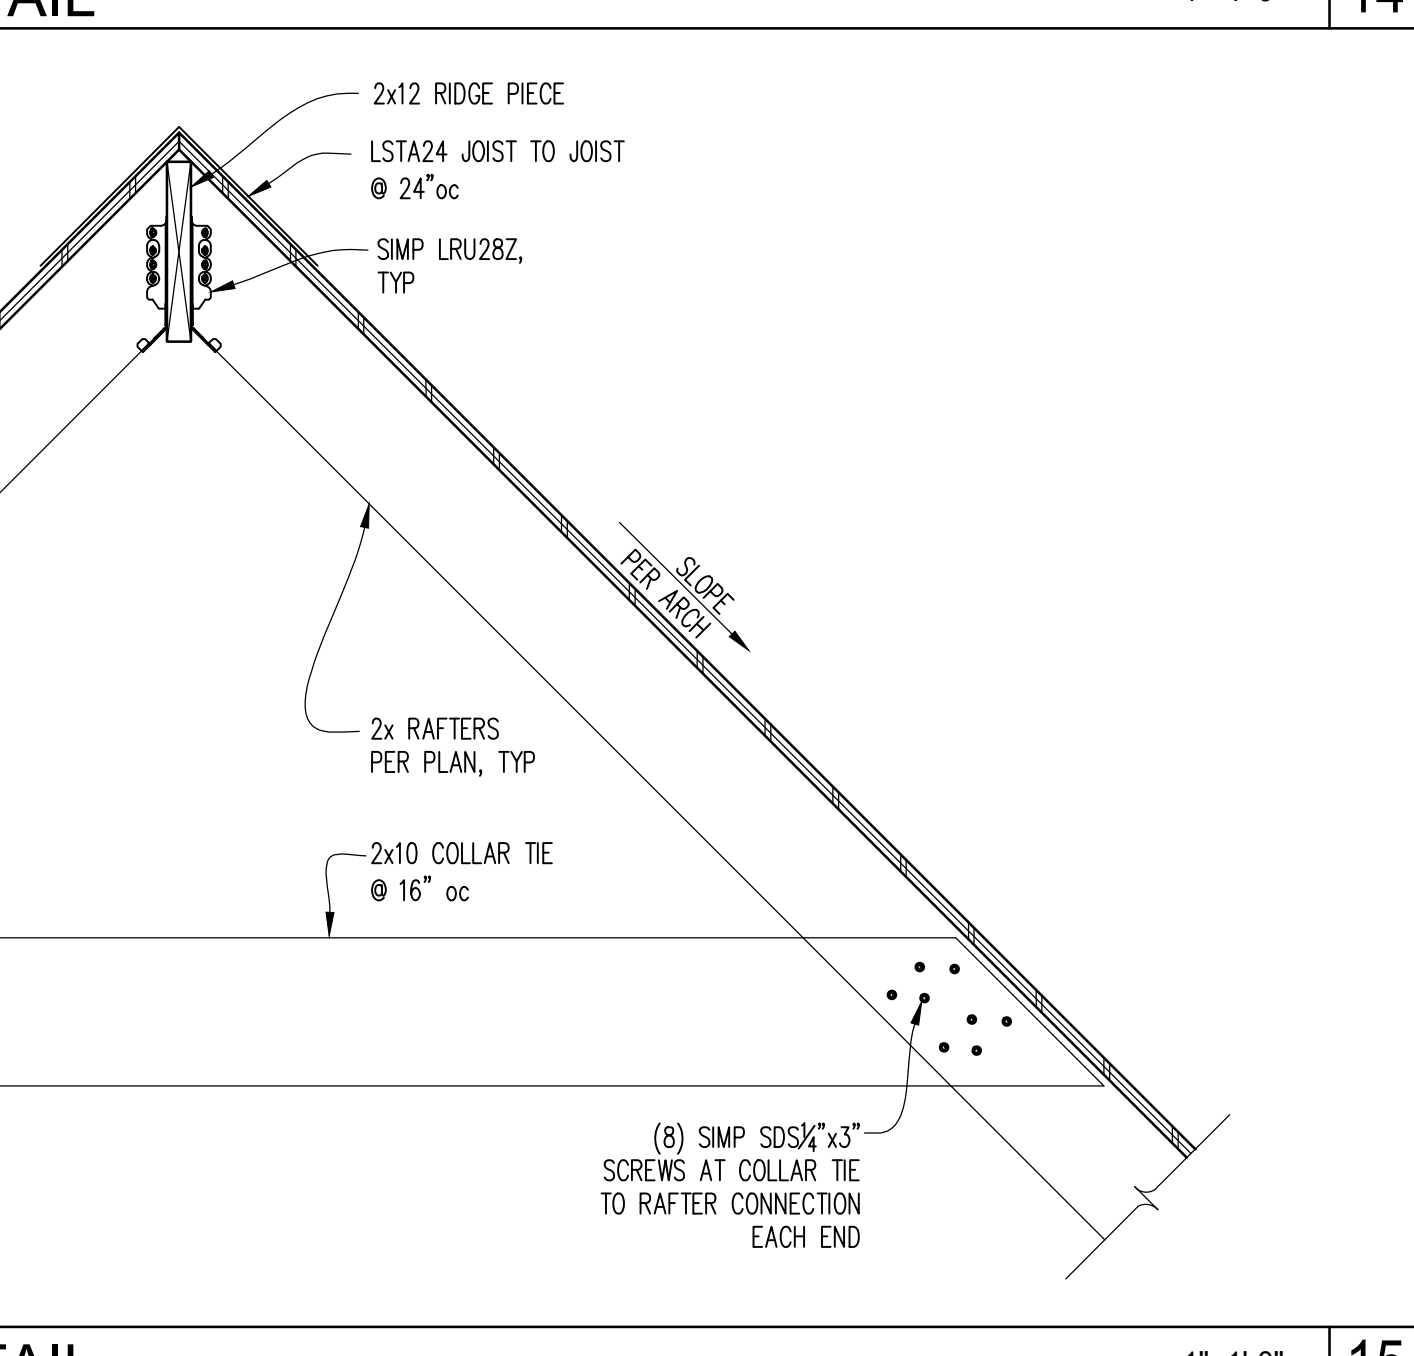 14
2x12 RIDGE PIECE
LSTA24 JOIST TO JOIST
@ 24"oc
SIMP LRU28Z,
TYP
SLOPE
PER ARCH
2x RAFTERS
PER PLAN, TYP
2x10 COLLAR TIE
@ 16" oc
(8) SIMP SDS¼"x3"
SCREWS AT COLLAR TIE
TO RAFTER CONNECTION
EACH END
15